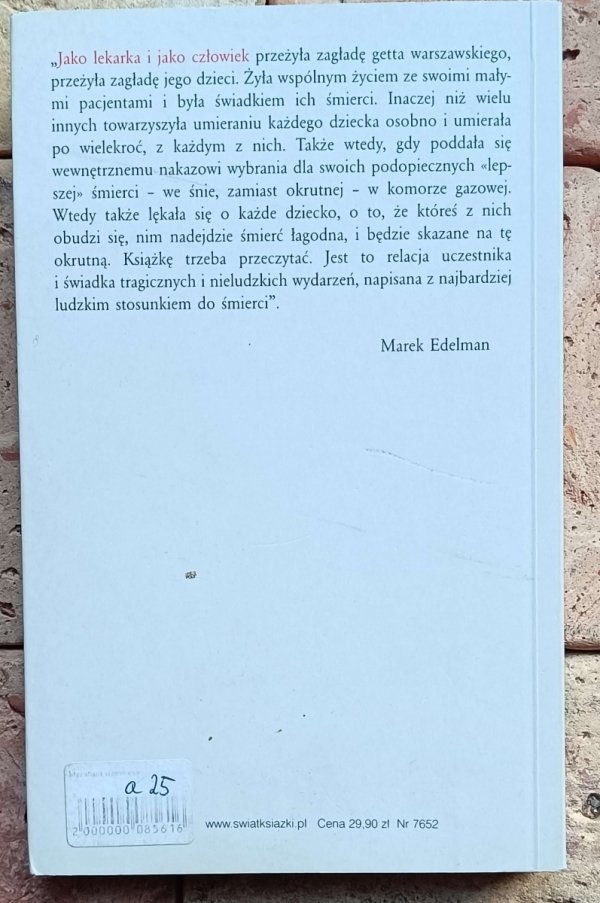 „Jako lekarka i jako człowiek przeżyła zagładę getta warszawskiego,
przeżyła zagładę jego dzieci. Żyła wspólnym życiem ze swoimi mały-
mi pacjentami i była świadkiem ich śmierci. Inaczej niż wielu
innych towarzyszyła umieraniu każdego dziecka osobno i umierała
po wielekroć, z każdym z nich. Także wtedy, gdy poddała się
wewnętrznemu nakazowi wybrania dla swoich podopiecznych «lep-
szej» śmierci – we śnie, zamiast okrutnej – w komorze gazowej.
Wtedy także lękała się o każde dziecko, o to, że któreś z nich
obudzi się, nim nadejdzie śmierć łagodna, i będzie skazane na tę
okrutną. Książkę trzeba przeczytać. Jest to relacja uczestnika
i świadka tragicznych i nieludzkich wydarzeń, napisana z najbardziej
ludzkim stosunkiem do śmierci”.
Marek Edelman
a 25
2 000000 085616
www.swiatksiazki.pl Cena 29,90 zł Nr 7652